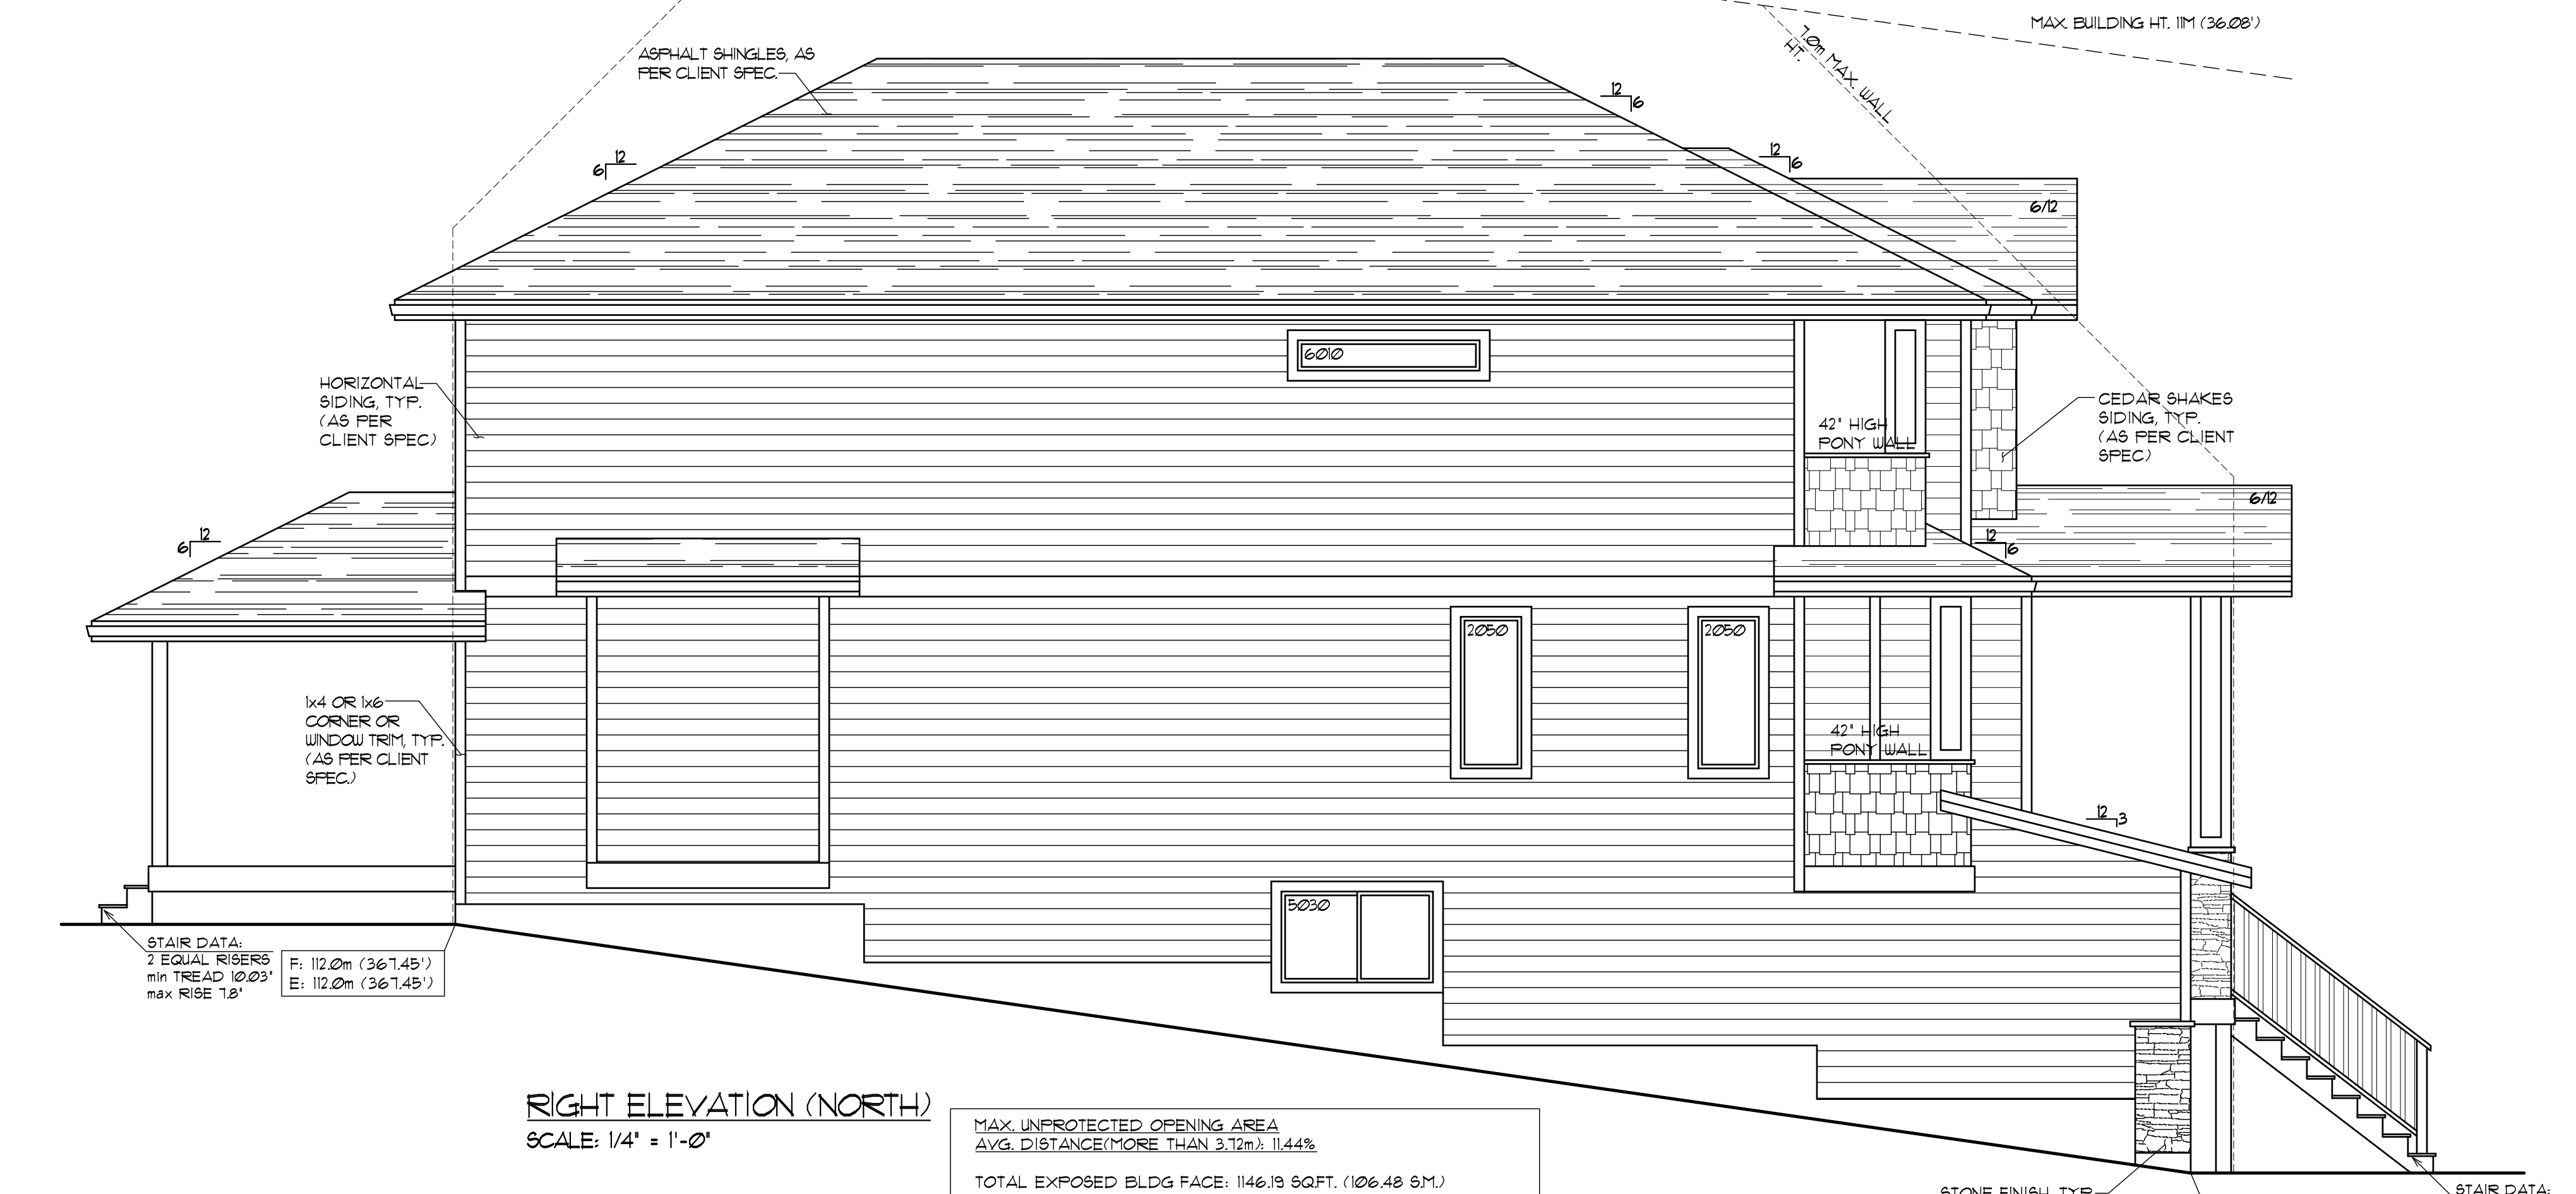 MAX. BUILDING HT. 11M (36.08')
7.0m MAX. WALL
HT.
ASPHALT SHINGLES, AS
PER CLIENT SPEC.
12
6
12
6
12
6
6/12
6010
HORIZONTAL
SIDING, TYP.
(AS PER
CLIENT SPEC)
42" HIGH
PONY WALL
CEDAR SHAKES
SIDING, TYP.
(AS PER CLIENT
SPEC)
6/12
12
6
12
6
2050
2050
1x4 OR 1x6
CORNER OR
WINDOW TRIM, TYP.
(AS PER CLIENT
SPEC.)
42" HIGH
PONY WALL
12
3
5030
STAIR DATA:
2 EQUAL RISERS
min TREAD 10.03"
max RISE 7.8"
F: 112.0m (367.45')
E: 112.0m (367.45')
RIGHT ELEVATION (NORTH)
SCALE: 1/4" = 1'-0"
MAX. UNPROTECTED OPENING AREA
AVG. DISTANCE(MORE THAN 3.72m): 11.44%
TOTAL EXPOSED BLDG FACE: 1146.19 SQ.FT. (106.48 S.M.)
STONE FINISH, TYP.
STAIR DATA: